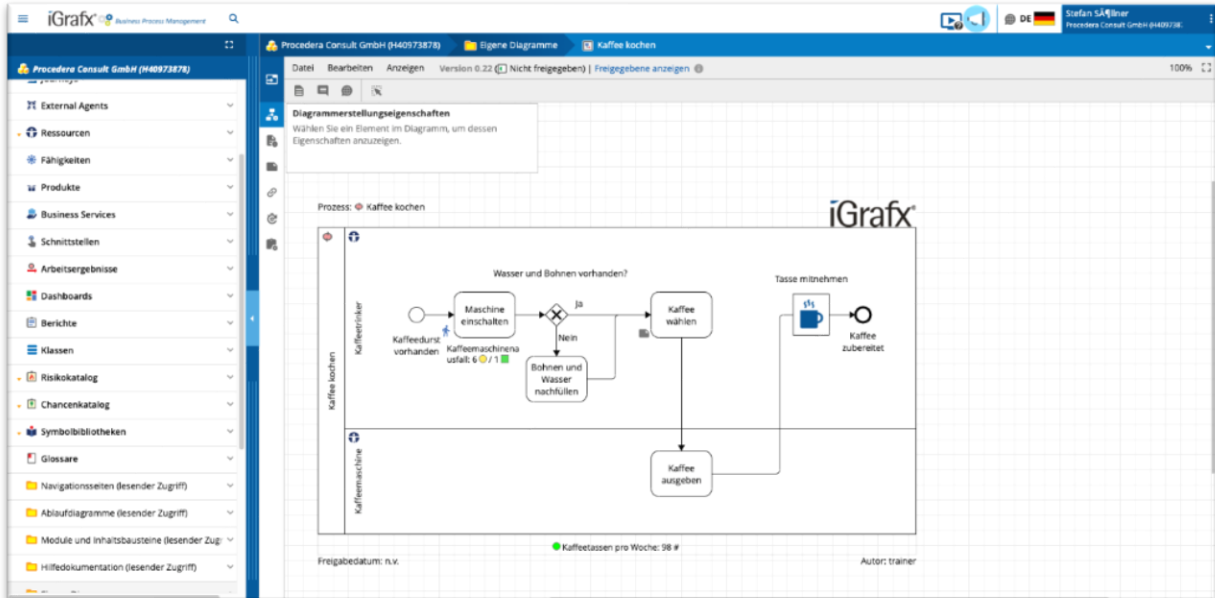 iGrafx® Business Process Management
DE
Stefan SÃ¶llner
Procedera Consult GmbH (H40973878)
Procedera Consult GmbH (H40973878)
External Agents
Ressourcen
Fähigkeiten
Produkte
Business Services
Schnittstellen
Arbeitsergebnisse
Dashboards
Berichte
Klassen
Risikokatalog
Chancenkatalog
Symbolbibliotheken
Glossare
Navigationsseiten (lesender Zugriff)
Ablaufdiagramme (lesender Zugriff)
Module und Inhaltsbausteine (lesender Zugr
Hilfedokumentation (lesender Zugriff)
Procedera Consult GmbH (H40973878)
Eigene Diagramme
Kaffee kochen
Datei Bearbeiten Anzeigen Version 0.22 ( Nicht freigegeben) | Freigegebene anzeigen
100%
Diagrammerstellungseigenschaften
Wählen Sie ein Element im Diagramm, um dessen
Eigenschaften anzuzeigen.
Prozess: Kaffee kochen
iGrafx®
Kaffee kochen
Kaffeetrinker
Kaffeedurst
vorhanden
Maschine
einschalten
Kaffeemaschinena
usfall: 6 / 1
Wasser und Bohnen vorhanden?
Ja
Nein
Bohnen und
Wasser
nachfüllen
Kaffee
wählen
Tasse mitnehmen
Kaffee
zubereitet
Kaffeemaschine
Kaffee
ausgeben
Kaffeetassen pro Woche: 98 #
Freigabedatum: n.v.
Autor: trainer